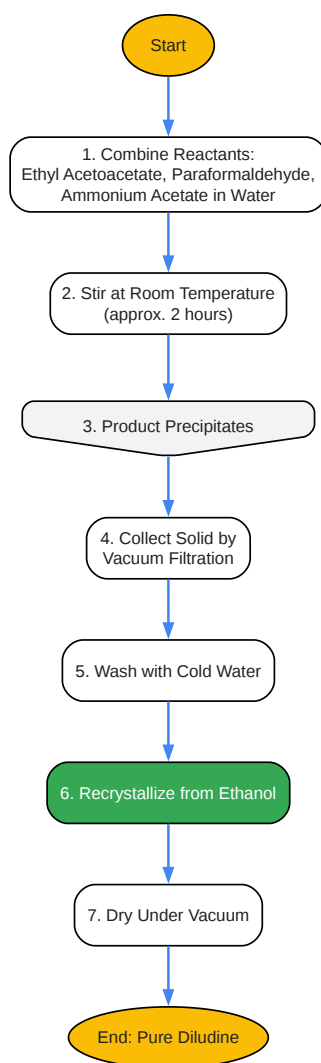 Start
1. Combine Reactants:
Ethyl Acetoacetate, Paraformaldehyde,
Ammonium Acetate in Water
2. Stir at Room Temperature
(approx. 2 hours)
3. Product Precipitates
4. Collect Solid by
Vacuum Filtration
5. Wash with Cold Water
6. Recrystallize from Ethanol
7. Dry Under Vacuum
End: Pure Diludine